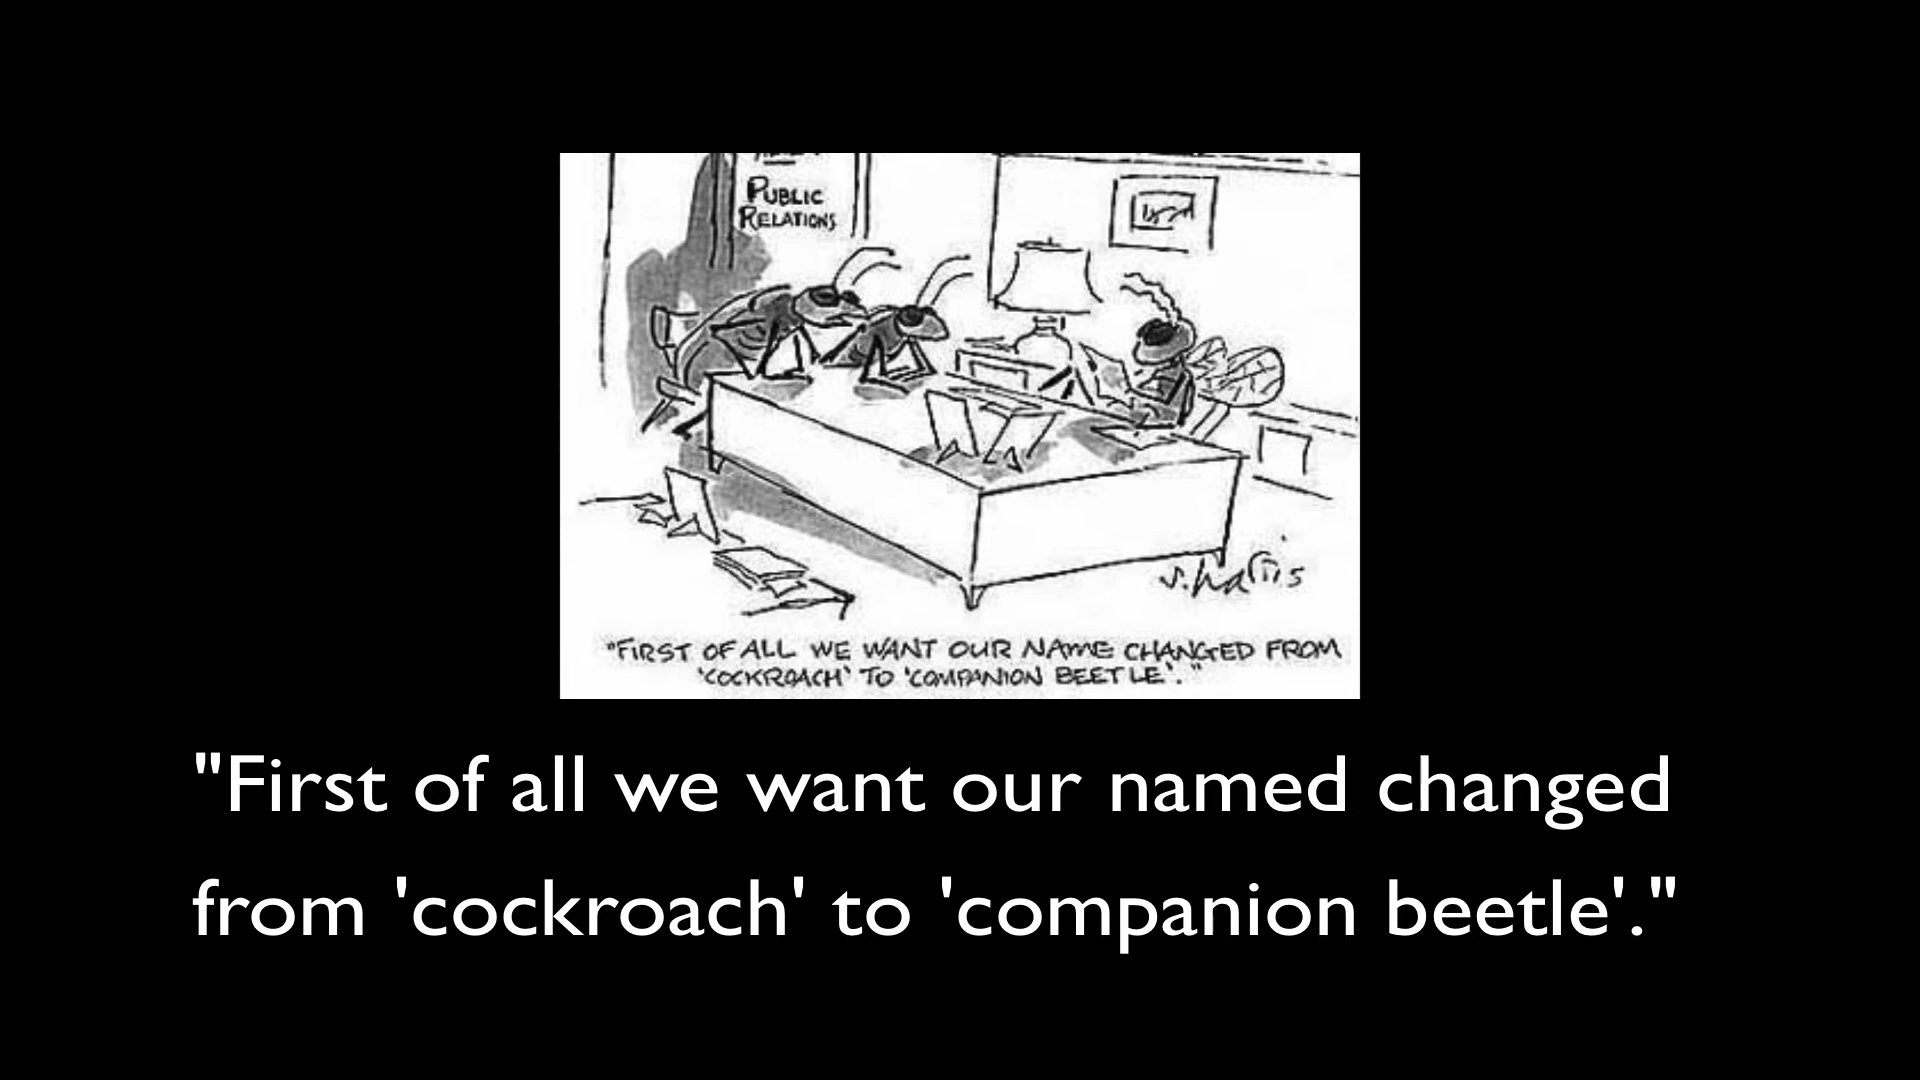 PUBLIC
RELATIONS
S. Harris
"FIRST OF ALL WE WANT OUR NAME CHANGED FROM
'COCKROACH' TO 'COMPANION BEETLE'."
"First of all we want our named changed
from 'cockroach' to 'companion beetle'."